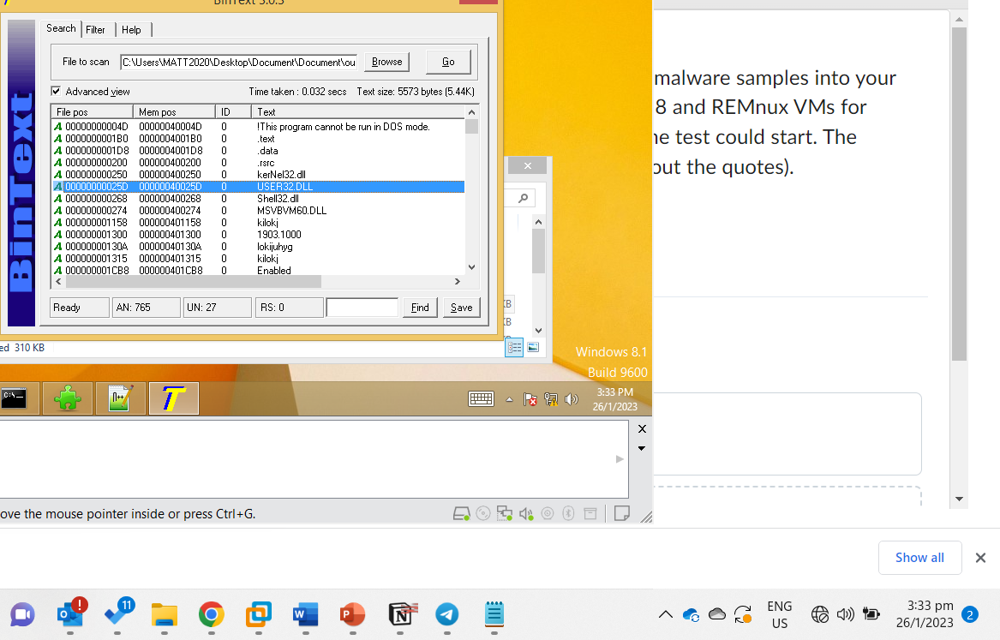 BinText 3.0.3
Search Filter Help
File to scan C:\Users\MATT2020\Desktop\Document\Document\ou Browse Go
Advanced view Time taken : 0.032 secs Text size: 5573 bytes (5.44K)
File pos Mem pos ID Text
A 00000000004D 00000040004D 0 !This program cannot be run in DOS mode.
A 0000000001B0 0000004001B0 0 .text
A 0000000001D8 0000004001D8 0 .data
A 000000000200 000000400200 0 .rsrc
A 000000000250 000000400250 0 kerNel32.dll
A 00000000025D 00000040025D 0 USER32.DLL
A 000000000268 000000400268 0 Shell32.dll
A 000000000274 000000400274 0 MSVBVM60.DLL
A 000000001158 000000401158 0 kilokj
A 000000001300 000000401300 0 1903.1000
A 00000000130A 00000040130A 0 lokijuhyg
A 000000001315 000000401315 0 kilokj
A 000000001CB8 000000401CB8 0 Enabled
Ready AN: 765 UN: 27 RS: 0 Find Save
BinText
KB
KB
ed 310 KB
Windows 8.1
Build 9600
3:33 PM
26/1/2023
malware samples into your
8 and REMnux VMs for
ne test could start. The
out the quotes).
ove the mouse pointer inside or press Ctrl+G.
Show all
11
ENG
US
3:33 pm
26/1/2023
2